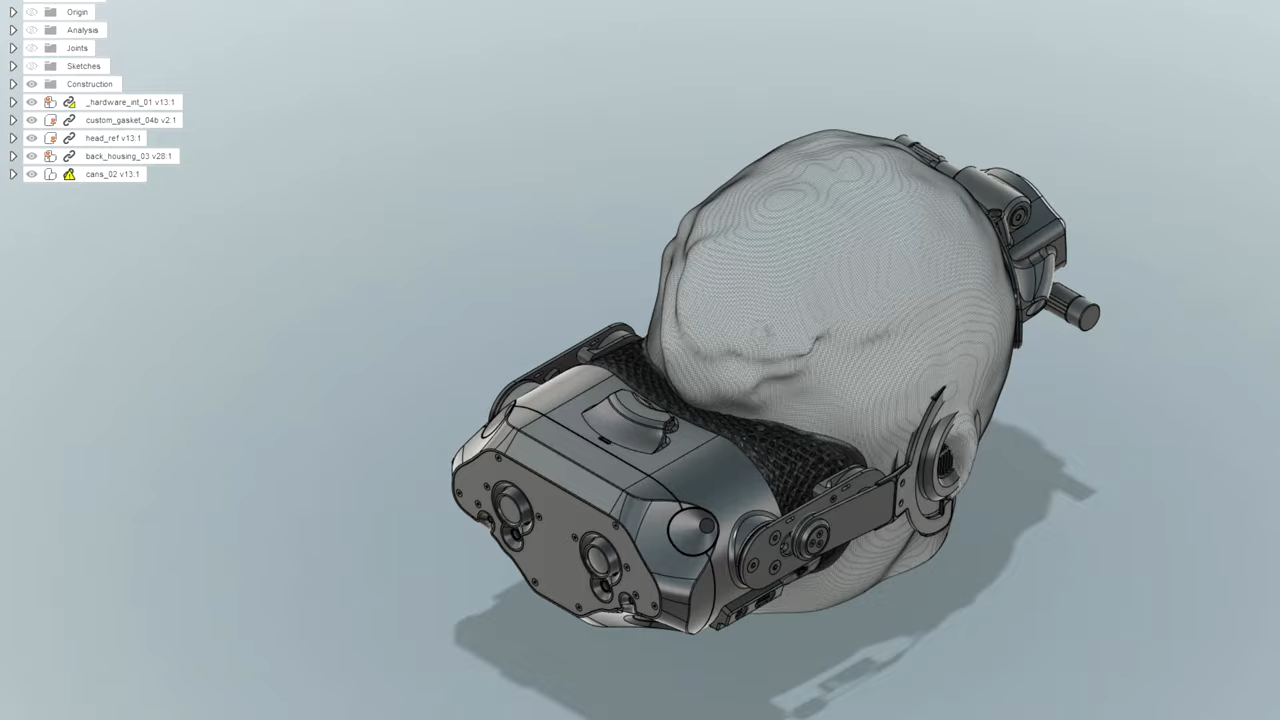 Origin
Analysis
Joints
Sketches
Construction
_hardware_int_01 v13:1
custom_gasket_04b v2:1
head_ref v13:1
back_housing_03 v28:1
cans_02 v13:1